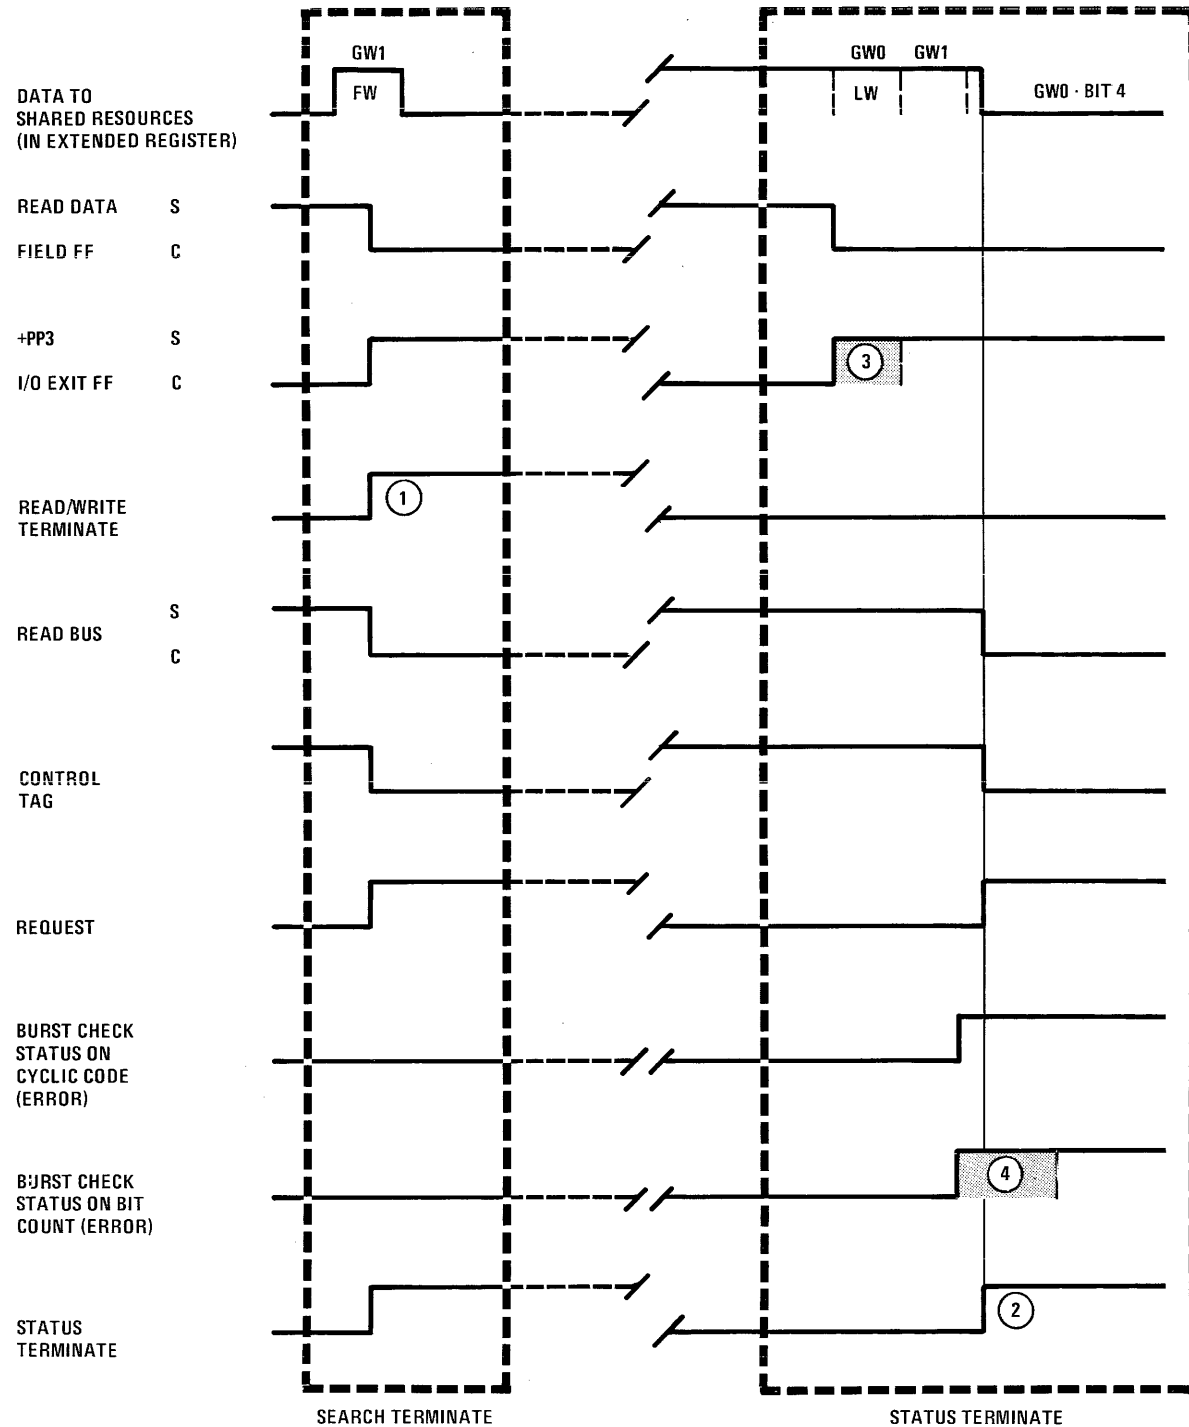 GW1
GW0 GW1
FW
LW
GW0 · BIT 4
DATA TO
SHARED RESOURCES
(IN EXTENDED REGISTER)
READ DATA S
FIELD FF C
+PP3 S
3
I/O EXIT FF C
1
READ/WRITE
TERMINATE
S
READ BUS
C
CONTROL
TAG
REQUEST
BURST CHECK
STATUS ON
CYCLIC CODE
(ERROR)
4
BURST CHECK
STATUS ON BIT
COUNT (ERROR)
2
STATUS
TERMINATE
SEARCH TERMINATE
STATUS TERMINATE